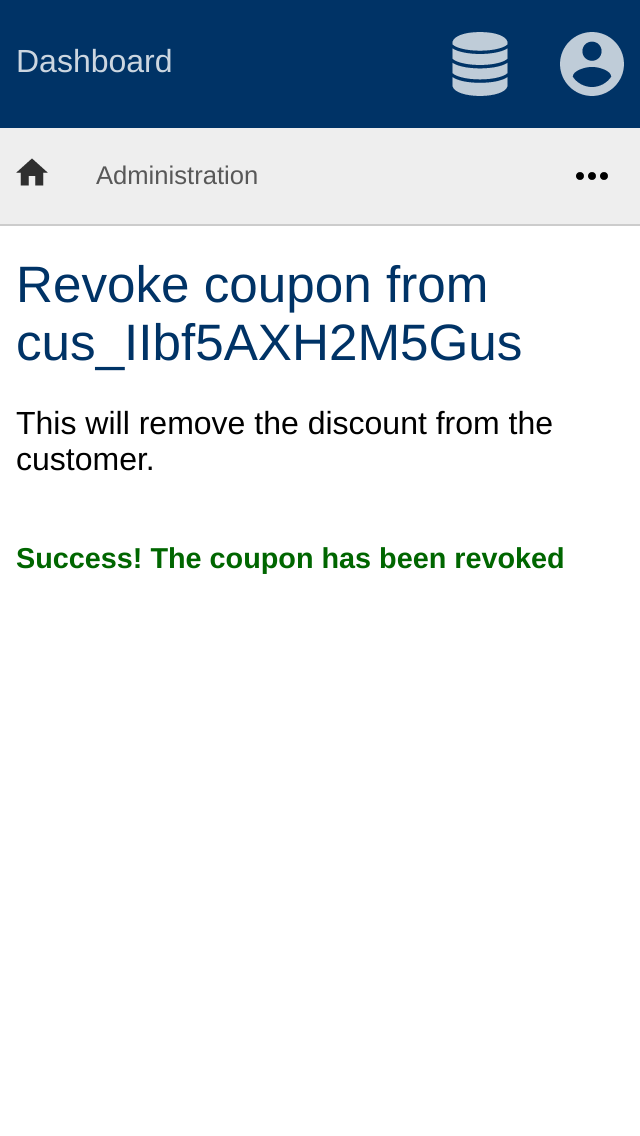 Dashboard
Administration
Revoke coupon from
cus_IIbf5AXH2M5Gus
This will remove the discount from the
customer.
Success! The coupon has been revoked